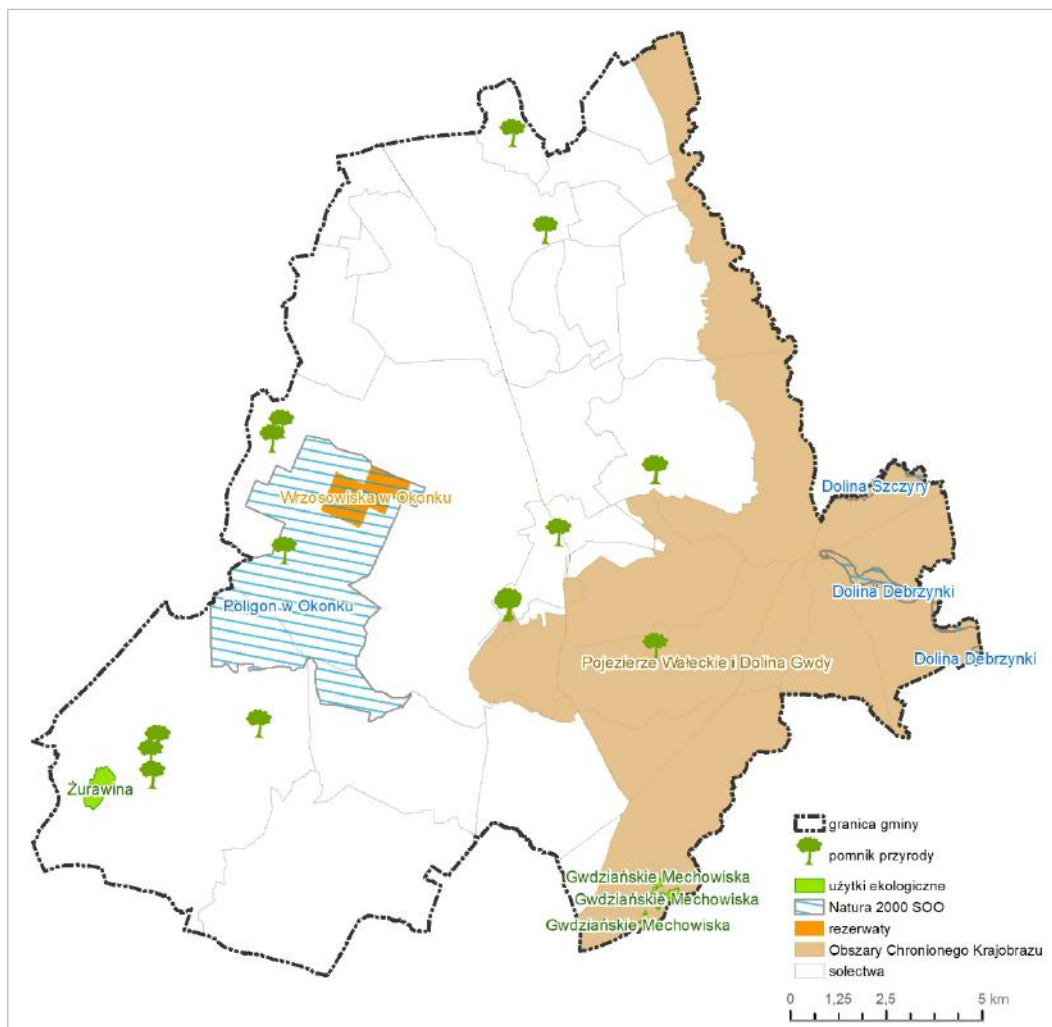 Dolina Szczyry
Wrzosowiska w Okonku
Dolina Debrzynki
Poligon w Okonku
Pojezierze Wałeckie i Dolina Gwdy
Dolina Debrzynki
Żurawina
Gwdziańskie Mechowiska
Gwdziańskie Mechowiska
Gwdziańskie Mechowiska
granica gminy
pomnik przyrody
użytki ekologiczne
Natura 2000 SOO
rezerwaty
Obszary Chronionego Krajobrazu
sołectwa
0 1,25 2,5 5 km